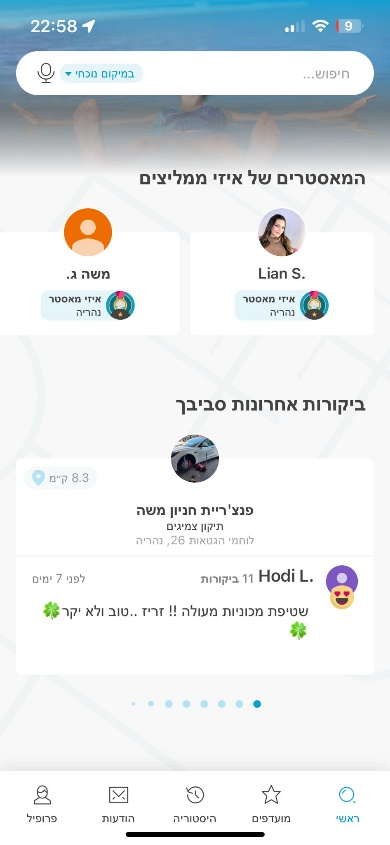 22:58
9
חיפוש...
במיקום נוכחי
המאסטרים של איזי ממליצים
Lian S.
איזי מאסטר
נהריה
משה ג.
איזי מאסטר
נהריה
ביקורות אחרונות סביבך
8.3 ק״מ
פנצ'ריית חניון משה
תיקון צמיגים
לוחמי הגטאות 26, נהריה
Hodi L. 11 ביקורות
לפני 7 ימים
שטיפת מכוניות מעולה !! זריז ..טוב ולא יקר🍀
🍀
ראשי
מועדפים
היסטוריה
הודעות
פרופיל